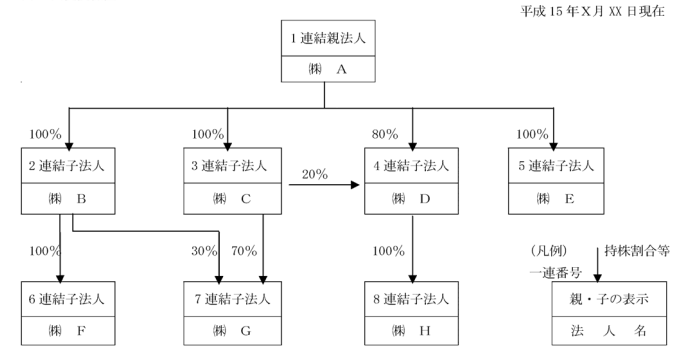 平成15年X月XX日現在
1連結親法人
㈱ A
100%
100%
80%
100%
2連結子法人
3連結子法人
4連結子法人
5連結子法人
20%
㈱ B
㈱ C
㈱ D
㈱ E
100%
30%
70%
100%
(凡例)
持株割合等
一連番号
6連結子法人
7連結子法人
8連結子法人
親・子の表示
㈱ F
㈱ G
㈱ H
法 人 名